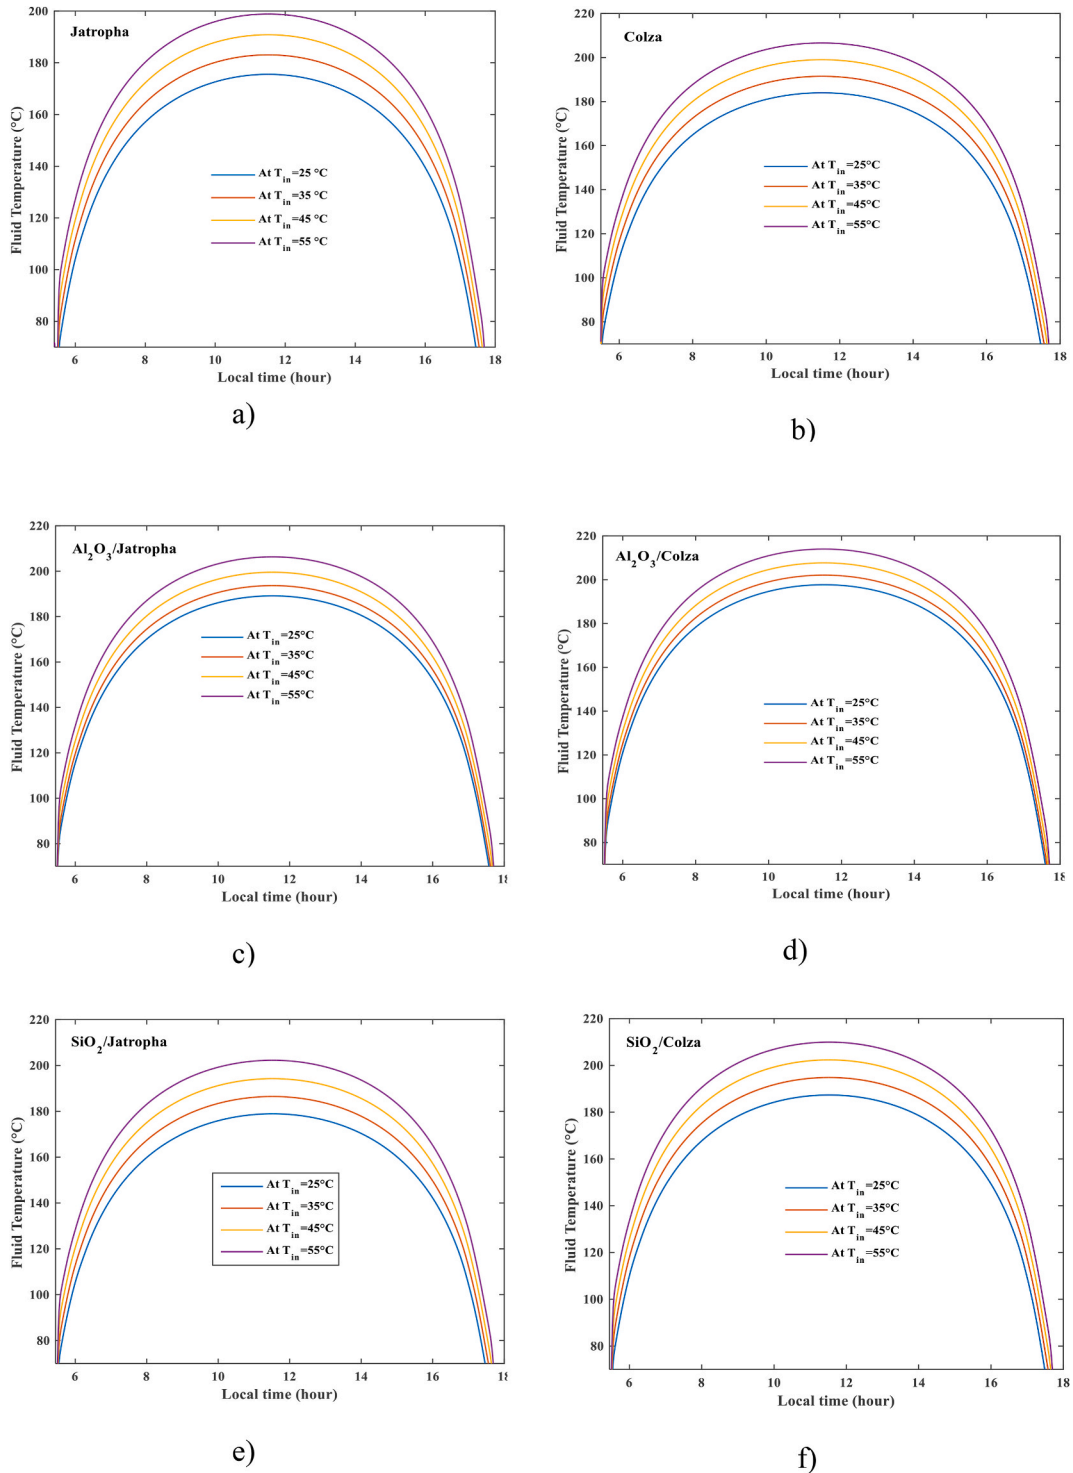 Jatropha
Fluid Temperature (°C)
200
180
160
140
120
100
80
At T_in=25 °C
At T_in=35 °C
At T_in=45 °C
At T_in=55 °C
6 8 10 12 14 16 18
Local time (hour)
a)
Colza
Fluid Temperature (°C)
220
200
180
160
140
120
100
80
At T_in=25°C
At T_in=35°C
At T_in=45°C
At T_in=55°C
6 8 10 12 14 16 18
Local time (hour)
b)
Al₂O₃/Jatropha
Fluid Temperature (°C)
220
200
180
160
140
120
100
80
At T_in=25°C
At T_in=35°C
At T_in=45°C
At T_in=55°C
6 8 10 12 14 16 18
Local time (hour)
c)
Al₂O₃/Colza
Fluid Temperature (°C)
220
200
180
160
140
120
100
80
At T_in=25°C
At T_in=35°C
At T_in=45°C
At T_in=55°C
6 8 10 12 14 16 18
Local time (hour)
d)
SiO₂/Jatropha
Fluid Temperature (°C)
220
200
180
160
140
120
100
80
At T_in=25°C
At T_in=35°C
At T_in=45°C
At T_in=55°C
6 8 10 12 14 16 18
Local time (hour)
e)
SiO₂/Colza
Fluid Temperature (°C)
220
200
180
160
140
120
100
80
At T_in=25°C
At T_in=35°C
At T_in=45°C
At T_in=55°C
6 8 10 12 14 16 18
Local time (hour)
f)